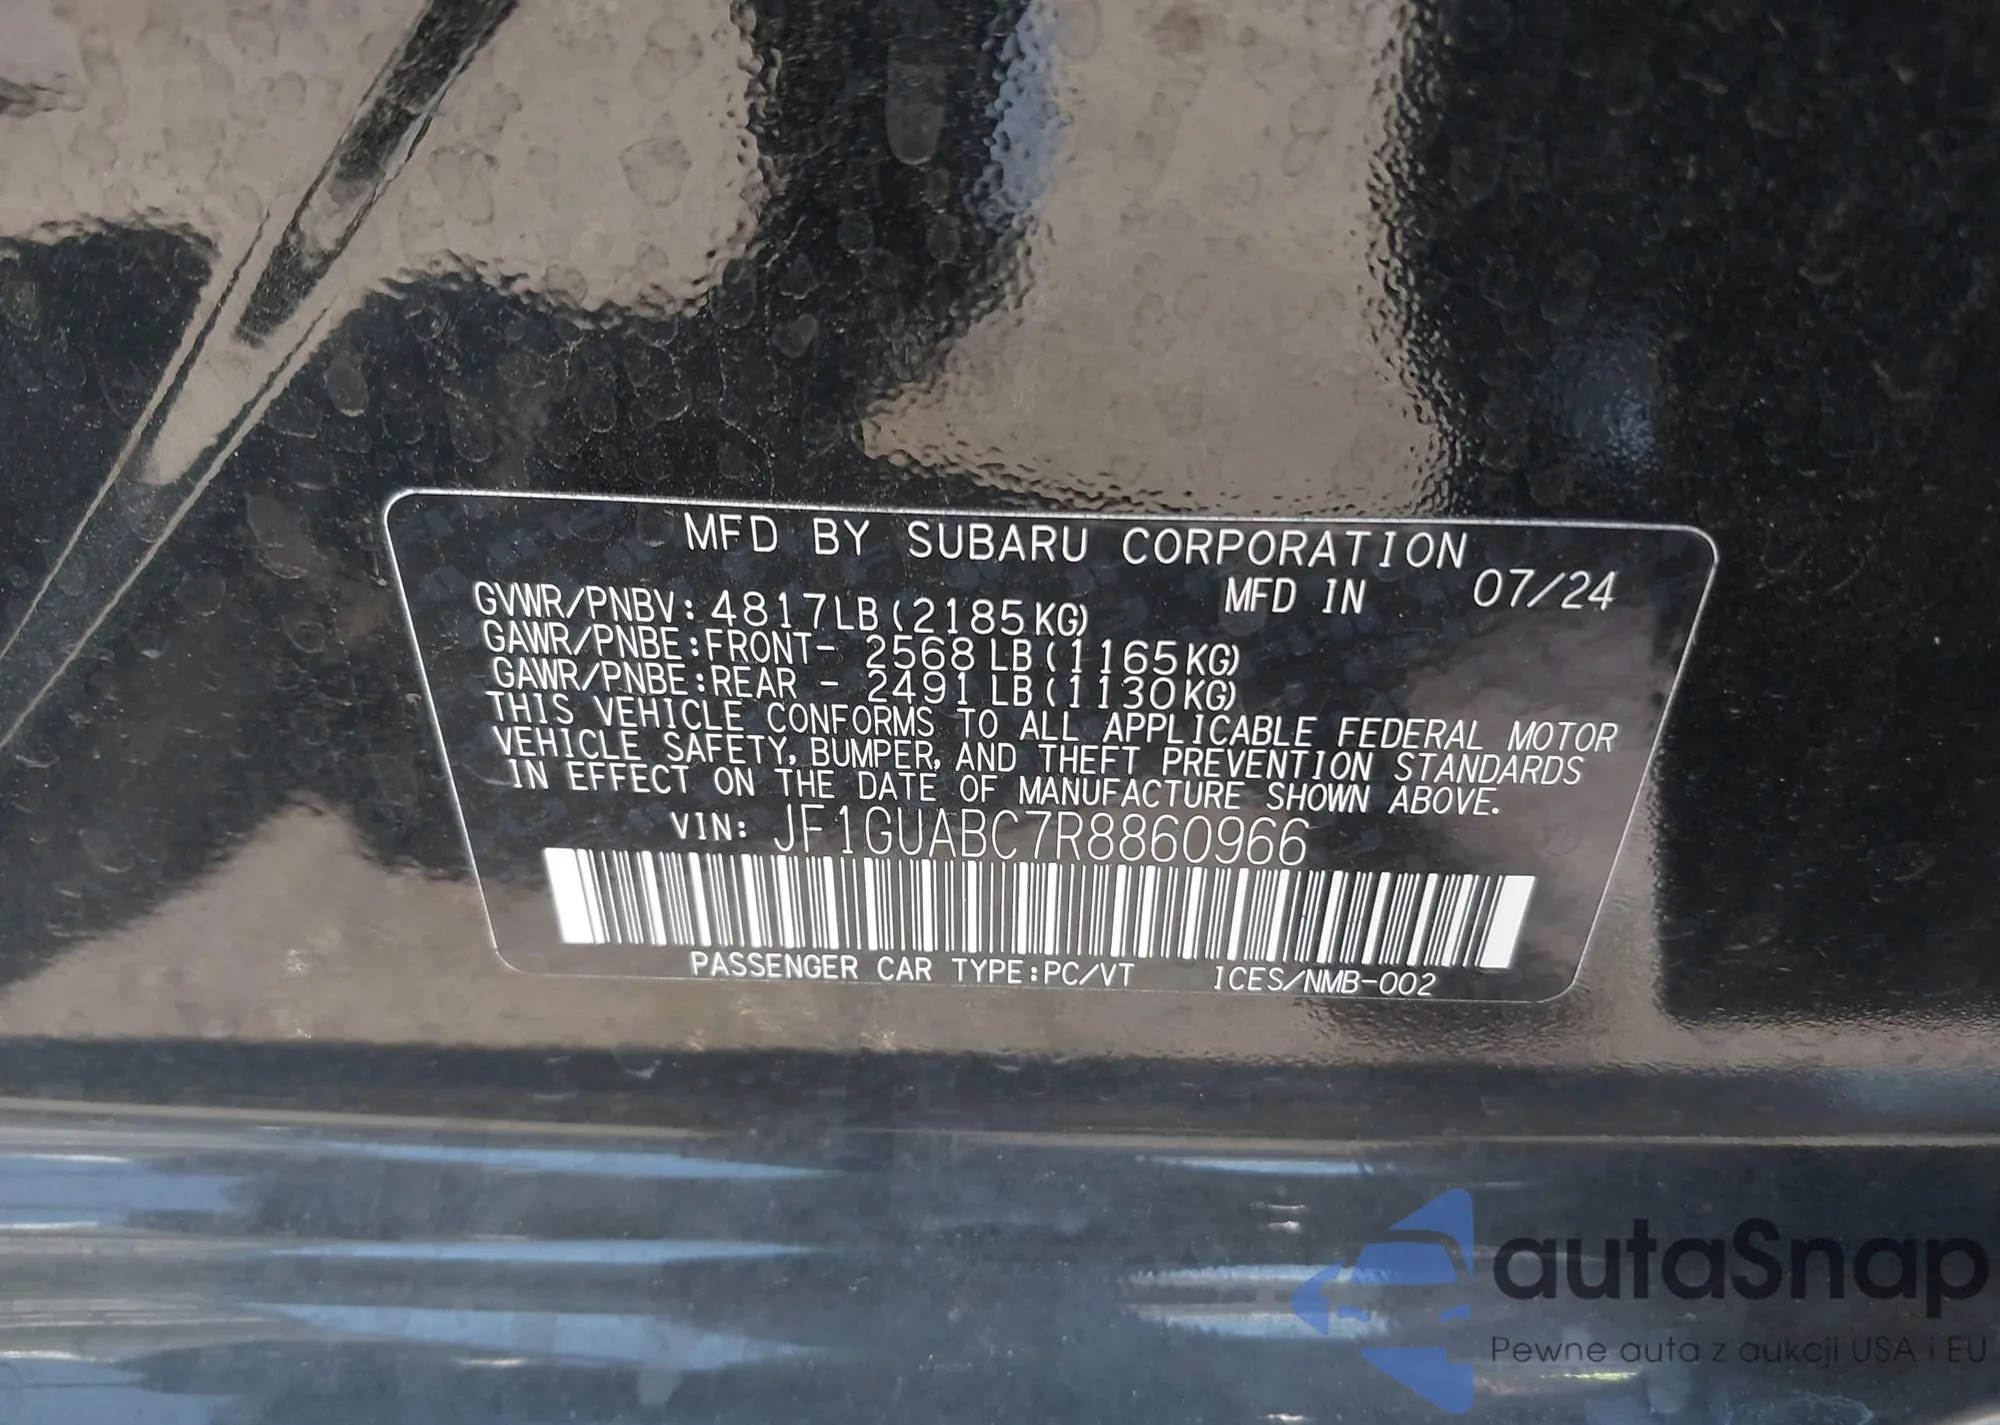 MFD BY SUBARU CORPORATION
MFD IN 07/24
GVWR/PNBV: 4817LB(2185KG)
GAWR/PNBE:FRONT- 2568LB(1165KG)
GAWR/PNBE:REAR - 2491LB(1130KG)
THIS VEHICLE CONFORMS TO ALL APPLICABLE FEDERAL MOTOR
VEHICLE SAFETY, BUMPER, AND THEFT PREVENTION STANDARDS
IN EFFECT ON THE DATE OF MANUFACTURE SHOWN ABOVE.
VIN: JF1GUABC7R8860966
PASSENGER CAR TYPE:PC/VT ICES/NMB-002
autaSnap
Pewne auta z aukcji USA i EU